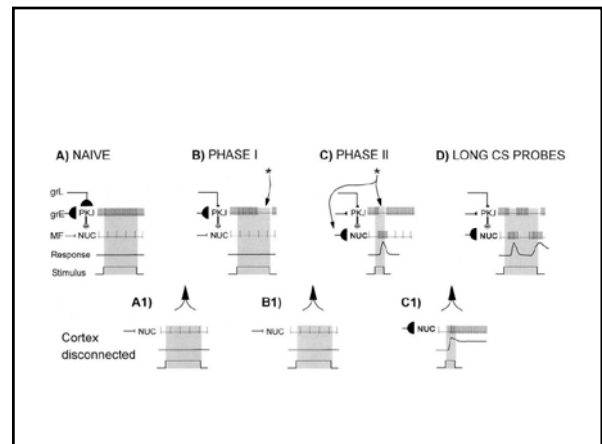 A) NAIVE
B) PHASE I
C) PHASE II
D) LONG CS PROBES
*
*
grL
grE
PKJ
PKJ
PKJ
PKJ
MF
NUC
NUC
NUC
NUC
Response
Stimulus
A1)
B1)
C1)
Cortex
disconnected
NUC
NUC
NUC